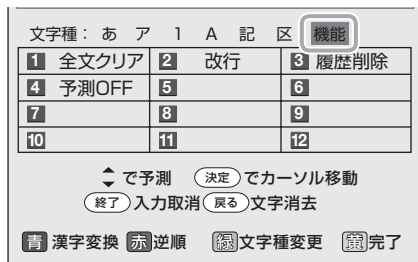 文字種： あ ア 1 A 記 区 機能
1 全文クリア 2 改行 3 履歴削除
4 予測OFF 5 6
7 8 9
10 11 12
で予測 決定 でカーソル移動
終了 入力取消 戻る 文字消去
青 漢字変換 赤 逆順 緑 文字種変更 黄 完了